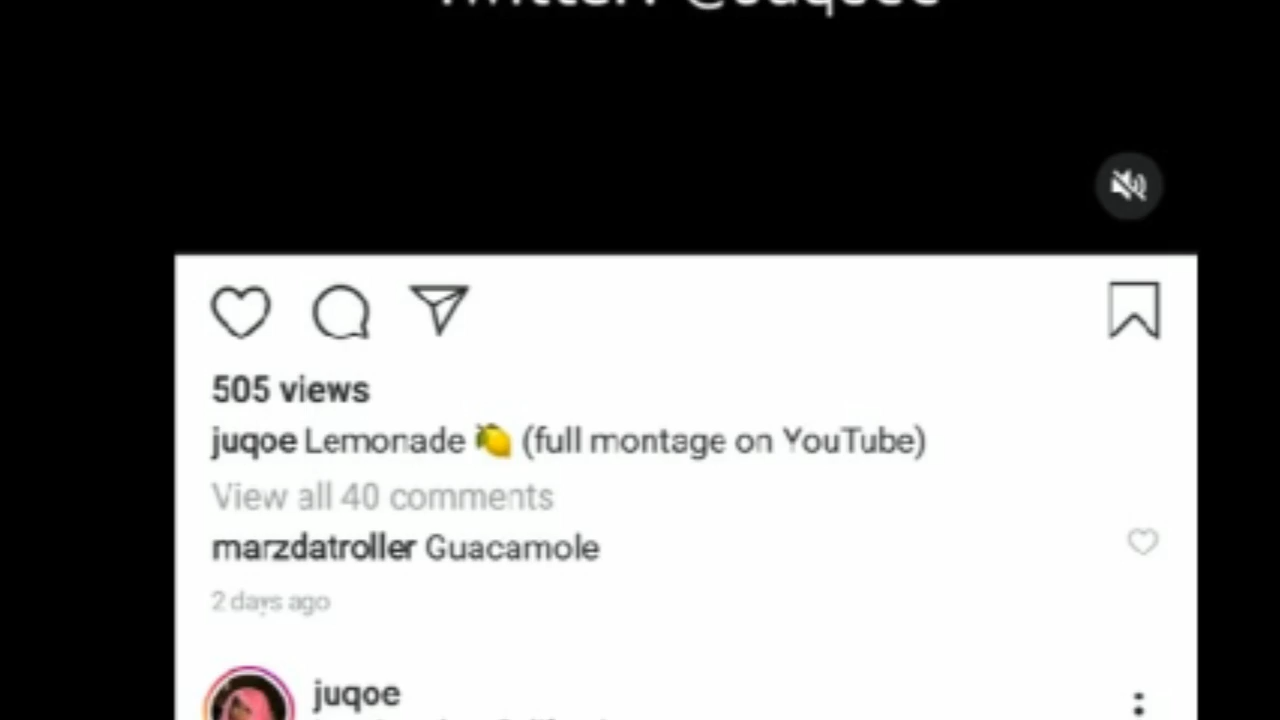 505 views
juqoe Lemonade 🍋 (full montage on YouTube)
View all 40 comments
marzdatroller Guacamole
2 days ago
juqoe